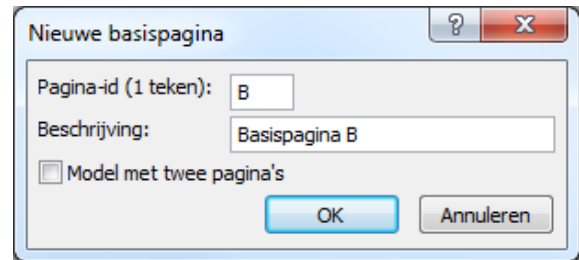 Nieuwe basispagina
Pagina-id (1 teken): B
Beschrijving: Basispagina B
Model met twee pagina's
OK Annuleren